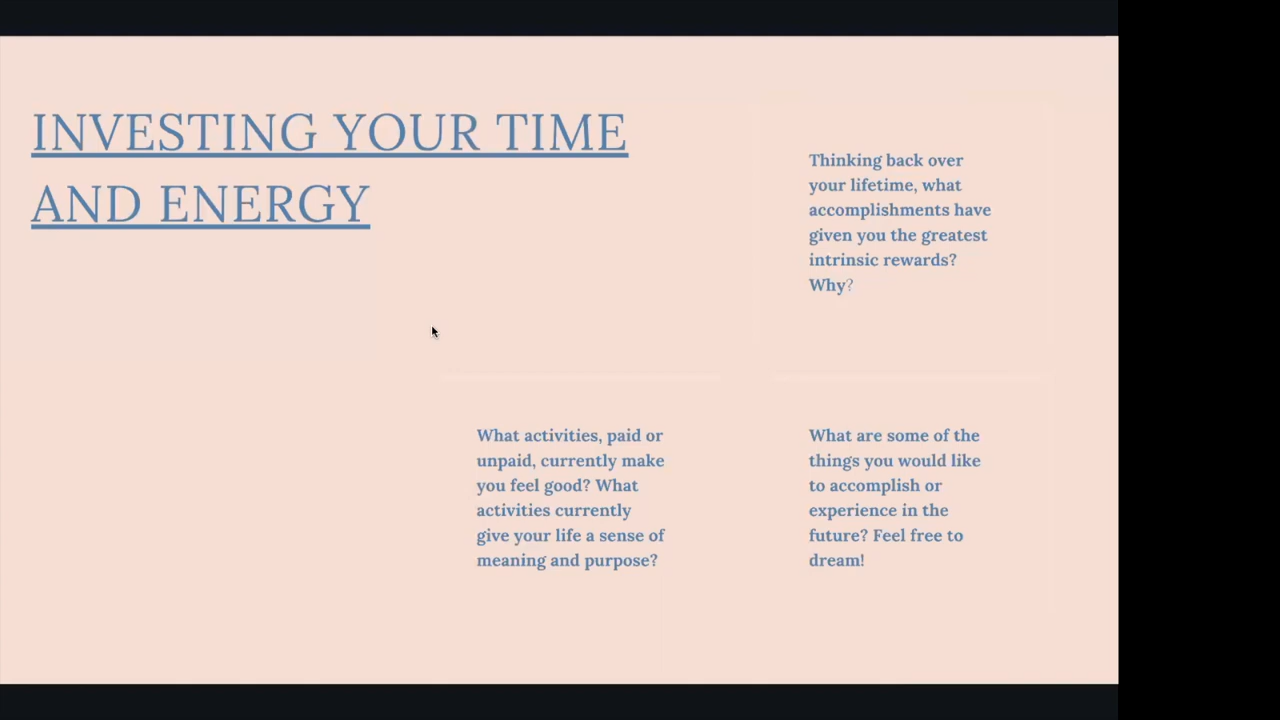 INVESTING YOUR TIME
AND ENERGY
Thinking back over
your lifetime, what
accomplishments have
given you the greatest
intrinsic rewards?
Why?
What activities, paid or
unpaid, currently make
you feel good? What
activities currently
give your life a sense of
meaning and purpose?
What are some of the
things you would like
to accomplish or
experience in the
future? Feel free to
dream!